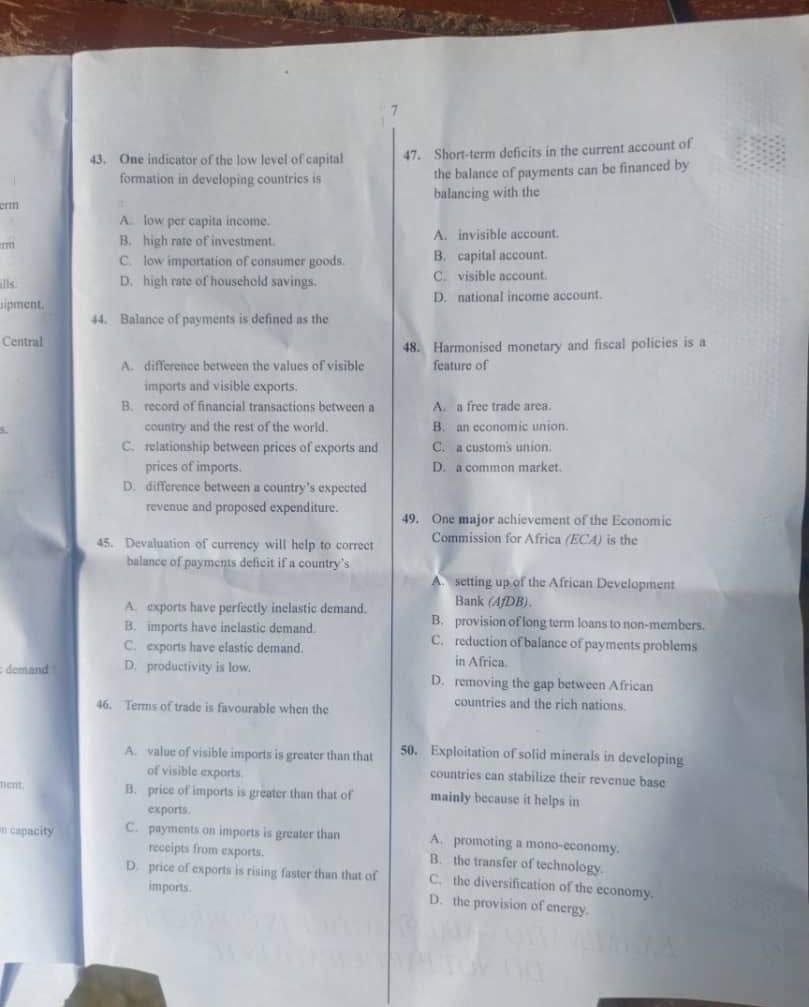 7
43. One indicator of the low level of capital
formation in developing countries is
A. low per capita income.
B. high rate of investment.
C. low importation of consumer goods.
D. high rate of household savings.
44. Balance of payments is defined as the
A. difference between the values of visible
imports and visible exports.
B. record of financial transactions between a
country and the rest of the world.
C. relationship between prices of exports and
prices of imports.
D. difference between a country's expected
revenue and proposed expenditure.
45. Devaluation of currency will help to correct
balance of payments deficit if a country's
A. exports have perfectly inelastic demand.
B. imports have inelastic demand.
C. exports have elastic demand.
D. productivity is low.
46. Terms of trade is favourable when the
A. value of visible imports is greater than that
of visible exports.
B. price of imports is greater than that of
exports.
C. payments on imports is greater than
receipts from exports.
D. price of exports is rising faster than that of
imports.
47. Short-term deficits in the current account of
the balance of payments can be financed by
balancing with the
A. invisible account.
B. capital account.
C. visible account.
D. national income account.
48. Harmonised monetary and fiscal policies is a
feature of
A. a free trade area.
B. an economic union.
C. a custom's union.
D. a common market.
49. One major achievement of the Economic
Commission for Africa (ECA) is the
A. setting up of the African Development
Bank (AfDB).
B. provision of long term loans to non-members.
C. reduction of balance of payments problems
in Africa.
D. removing the gap between African
countries and the rich nations.
50. Exploitation of solid minerals in developing
countries can stabilize their revenue base
mainly because it helps in
A. promoting a mono-economy.
B. the transfer of technology.
C. the diversification of the economy.
D. the provision of energy.
Central
demand
capacity